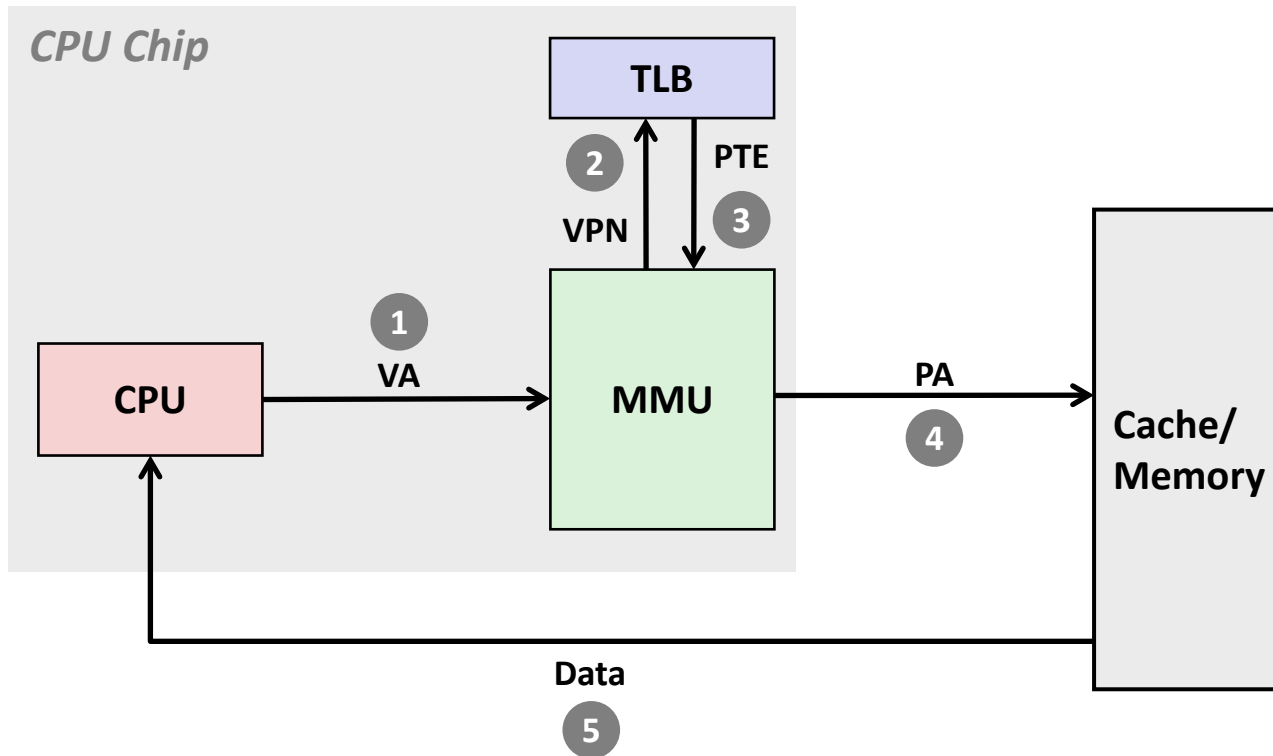 CPU Chip
TLB
2
PTE
3
VPN
1
VA
CPU
MMU
PA
4
Cache/
Memory
Data
5